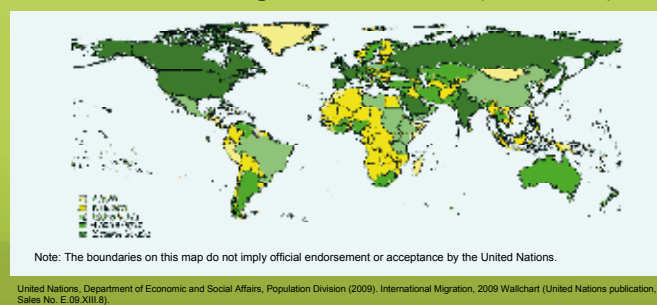 Note: The boundaries on this map do not imply official endorsement or acceptance by the United Nations.
United Nations, Department of Economic and Social Affairs, Population Division (2009). International Migration, 2009 Wallchart (United Nations publication,
Sales No. E.09.XIII.8).